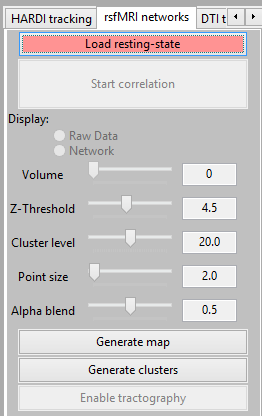 HARDI tracking rsfMRI networks DTI t
Load resting-state
Start correlation
Display:
Raw Data
Network
Volume 0
Z-Threshold 4.5
Cluster level 20.0
Point size 2.0
Alpha blend 0.5
Generate map
Generate clusters
Enable tractography